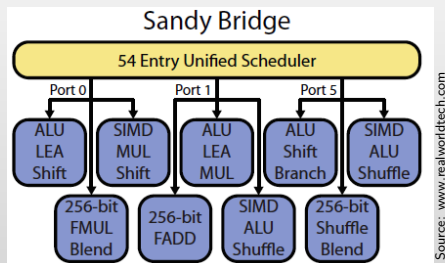 Sandy Bridge
54 Entry Unified Scheduler
Port 0
Port 1
Port 5
ALU
LEA
Shift
SIMD
MUL
Shift
ALU
LEA
MUL
ALU
Shift
Branch
SIMD
ALU
Shuffle
256-bit
FMUL
Blend
256-bit
FADD
SIMD
ALU
Shuffle
256-bit
Shuffle
Blend
Source: www.realworldtech.com